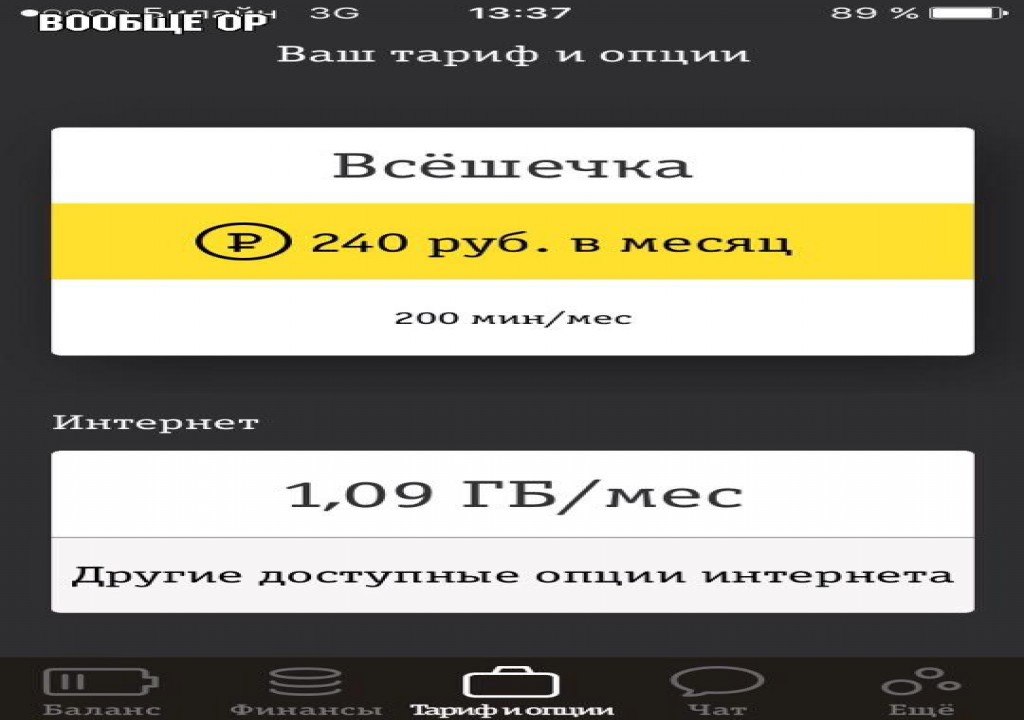 Билайн 3G 13:37 89 %
ВООБЩЕ ОР
Ваш тариф и опции
Всёшечка
₽ 240 руб. в месяц
200 мин/мес
Интернет
1,09 ГБ/мес
Другие доступные опции интернета
Баланс Финансы Тариф и опции Чат Ещё